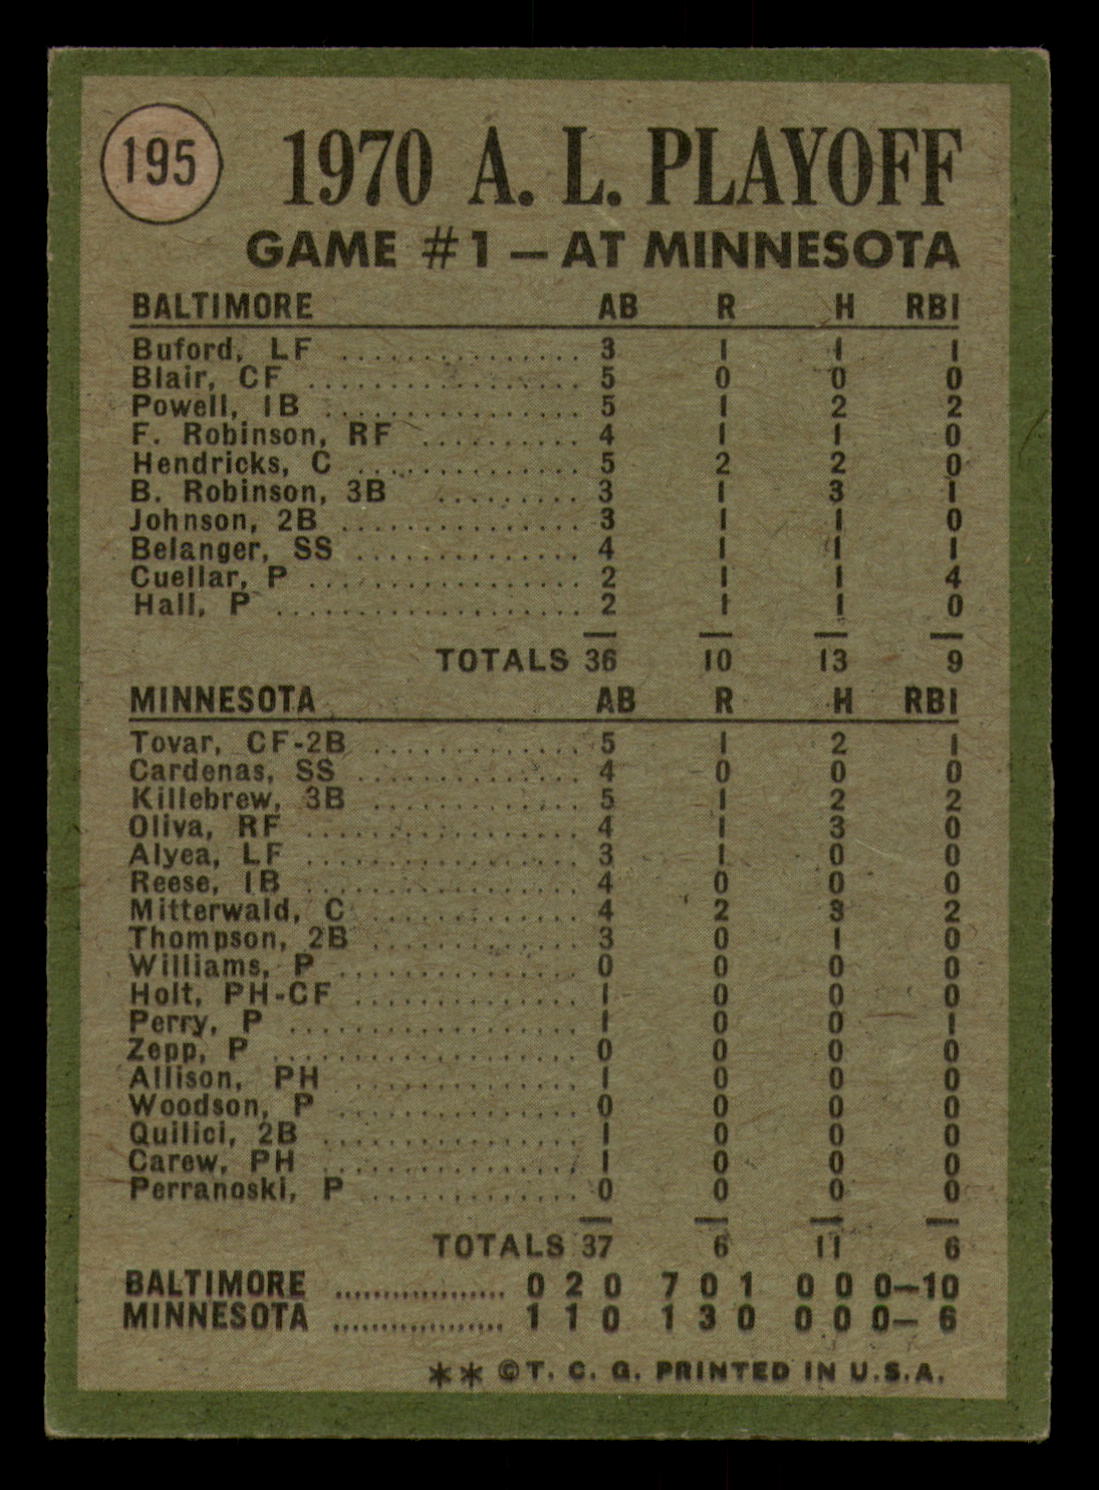 195
1970 A. L. PLAYOFF
GAME #1 — AT MINNESOTA
BALTIMORE AB R H RBI
Buford, LF ............... 3 1 1 1
Blair, CF ................. 5 0 0 0
Powell, 1B ................ 5 1 2 2
F. Robinson, RF .......... 4 1 1 0
Hendricks, C .............. 5 2 2 0
B. Robinson, 3B ......... 3 1 3 1
Johnson, 2B ............... 3 1 1 0
Belanger, SS .............. 4 1 1 1
Cuellar, P ................. 2 1 1 4
Hall, P .................... 2 1 1 0
TOTALS 36 10 13 9
MINNESOTA AB R H RBI
Tovar, CF-2B ............. 5 1 2 1
Cardenas, SS .............. 4 0 0 0
Killebrew, 3B ............. 5 1 2 2
Oliva, RF ................. 4 1 3 0
Alyea, LF ................. 3 1 0 0
Reese, 1B ................. 4 0 0 0
Mitterwald, C ............. 4 2 3 2
Thompson, 2B ............. 3 0 1 0
Williams, P ............... 0 0 0 0
Holt, PH-CF .............. 1 0 0 0
Perry, P .................. 1 0 0 1
Zepp, P ................... 0 0 0 0
Allison, PH .............. 1 0 0 0
Woodson, P ............... 0 0 0 0
Quilici, 2B ................ 1 0 0 0
Carew, PH ................ 1 0 0 0
Perranoski, P ............. 0 0 0 0
TOTALS 37 6 11 6
BALTIMORE .................. 0 2 0 7 0 1 0 0 0—10
MINNESOTA .................. 1 1 0 1 3 0 0 0 0— 6
** ©T. C. G. PRINTED IN U.S.A.